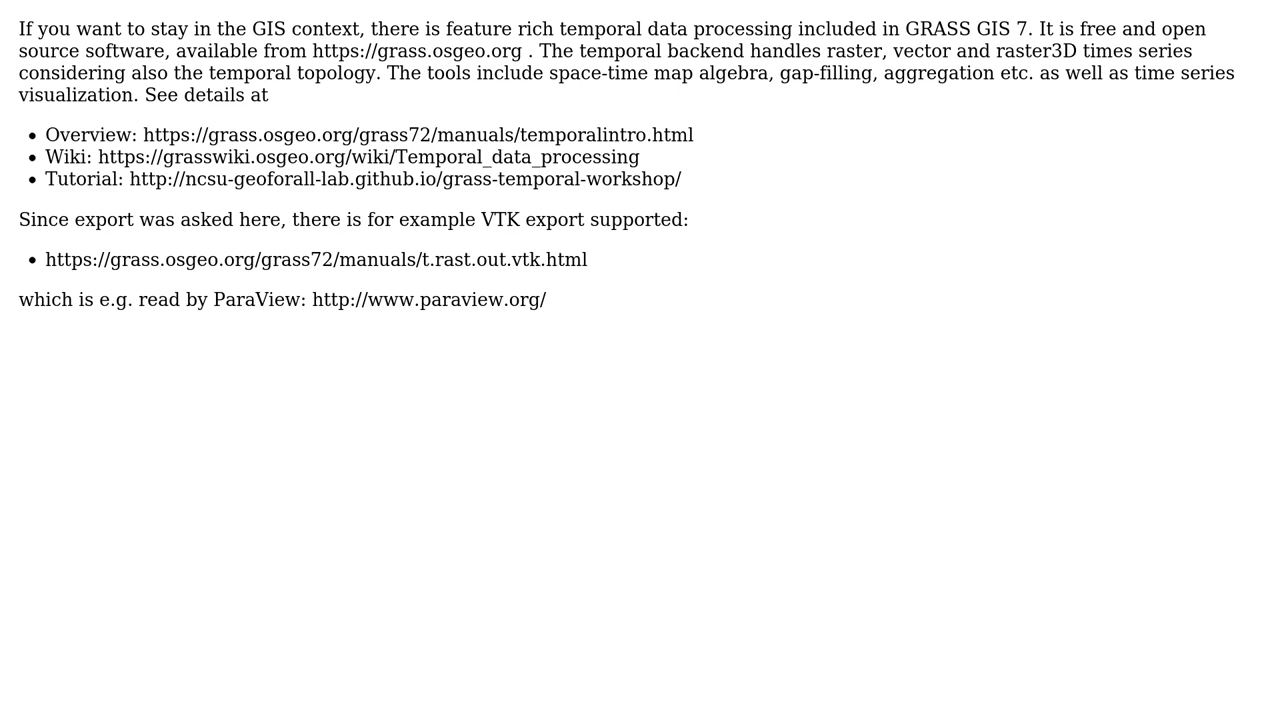 If you want to stay in the GIS context, there is feature rich temporal data processing included in GRASS GIS 7. It is free and open
source software, available from https://grass.osgeo.org . The temporal backend handles raster, vector and raster3D times series
considering also the temporal topology. The tools include space-time map algebra, gap-filling, aggregation etc. as well as time series
visualization. See details at
• Overview: https://grass.osgeo.org/grass72/manuals/temporalintro.html
• Wiki: https://grasswiki.osgeo.org/wiki/Temporal_data_processing
• Tutorial: http://ncsu-geoforall-lab.github.io/grass-temporal-workshop/
Since export was asked here, there is for example VTK export supported:
• https://grass.osgeo.org/grass72/manuals/t.rast.out.vtk.html
which is e.g. read by ParaView: http://www.paraview.org/